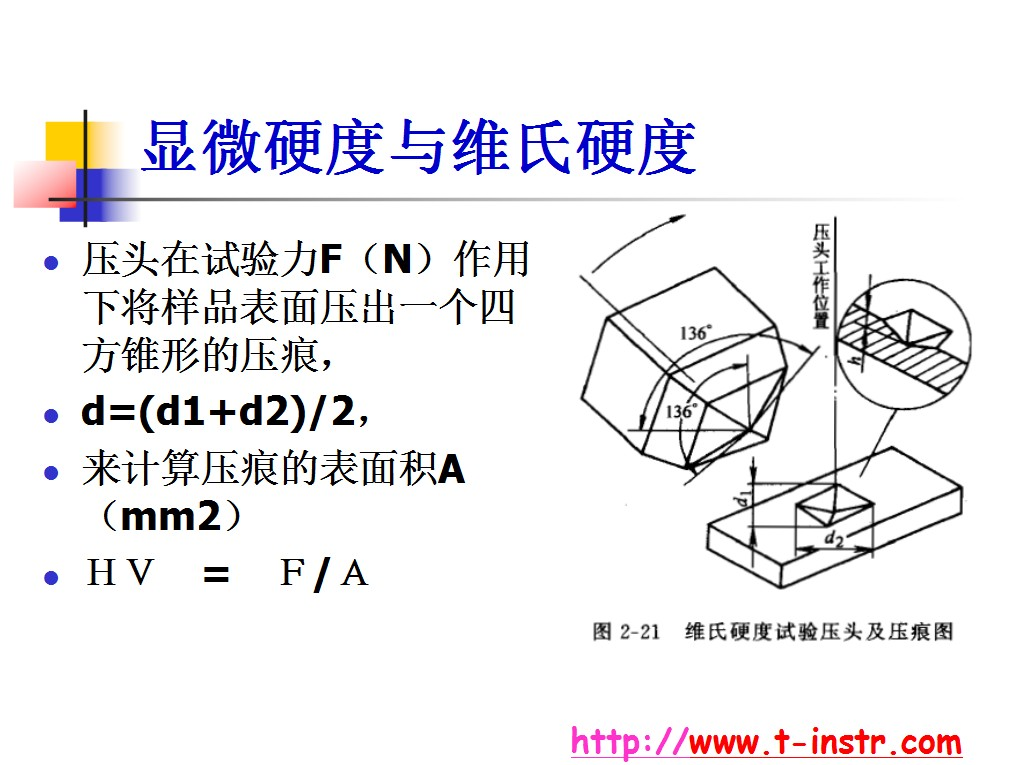 显微硬度与维氏硬度
压头在试验力F（N）作用
下将样品表面压出一个四
方锥形的压痕，
d=(d1+d2)/2，
来计算压痕的表面积A
（mm2）
ＨＶ = Ｆ/Ａ
压头工作位置
136°
136°
h
d1
d2
图 2-21 维氏硬度试验压头及压痕图
http://www.t-instr.com